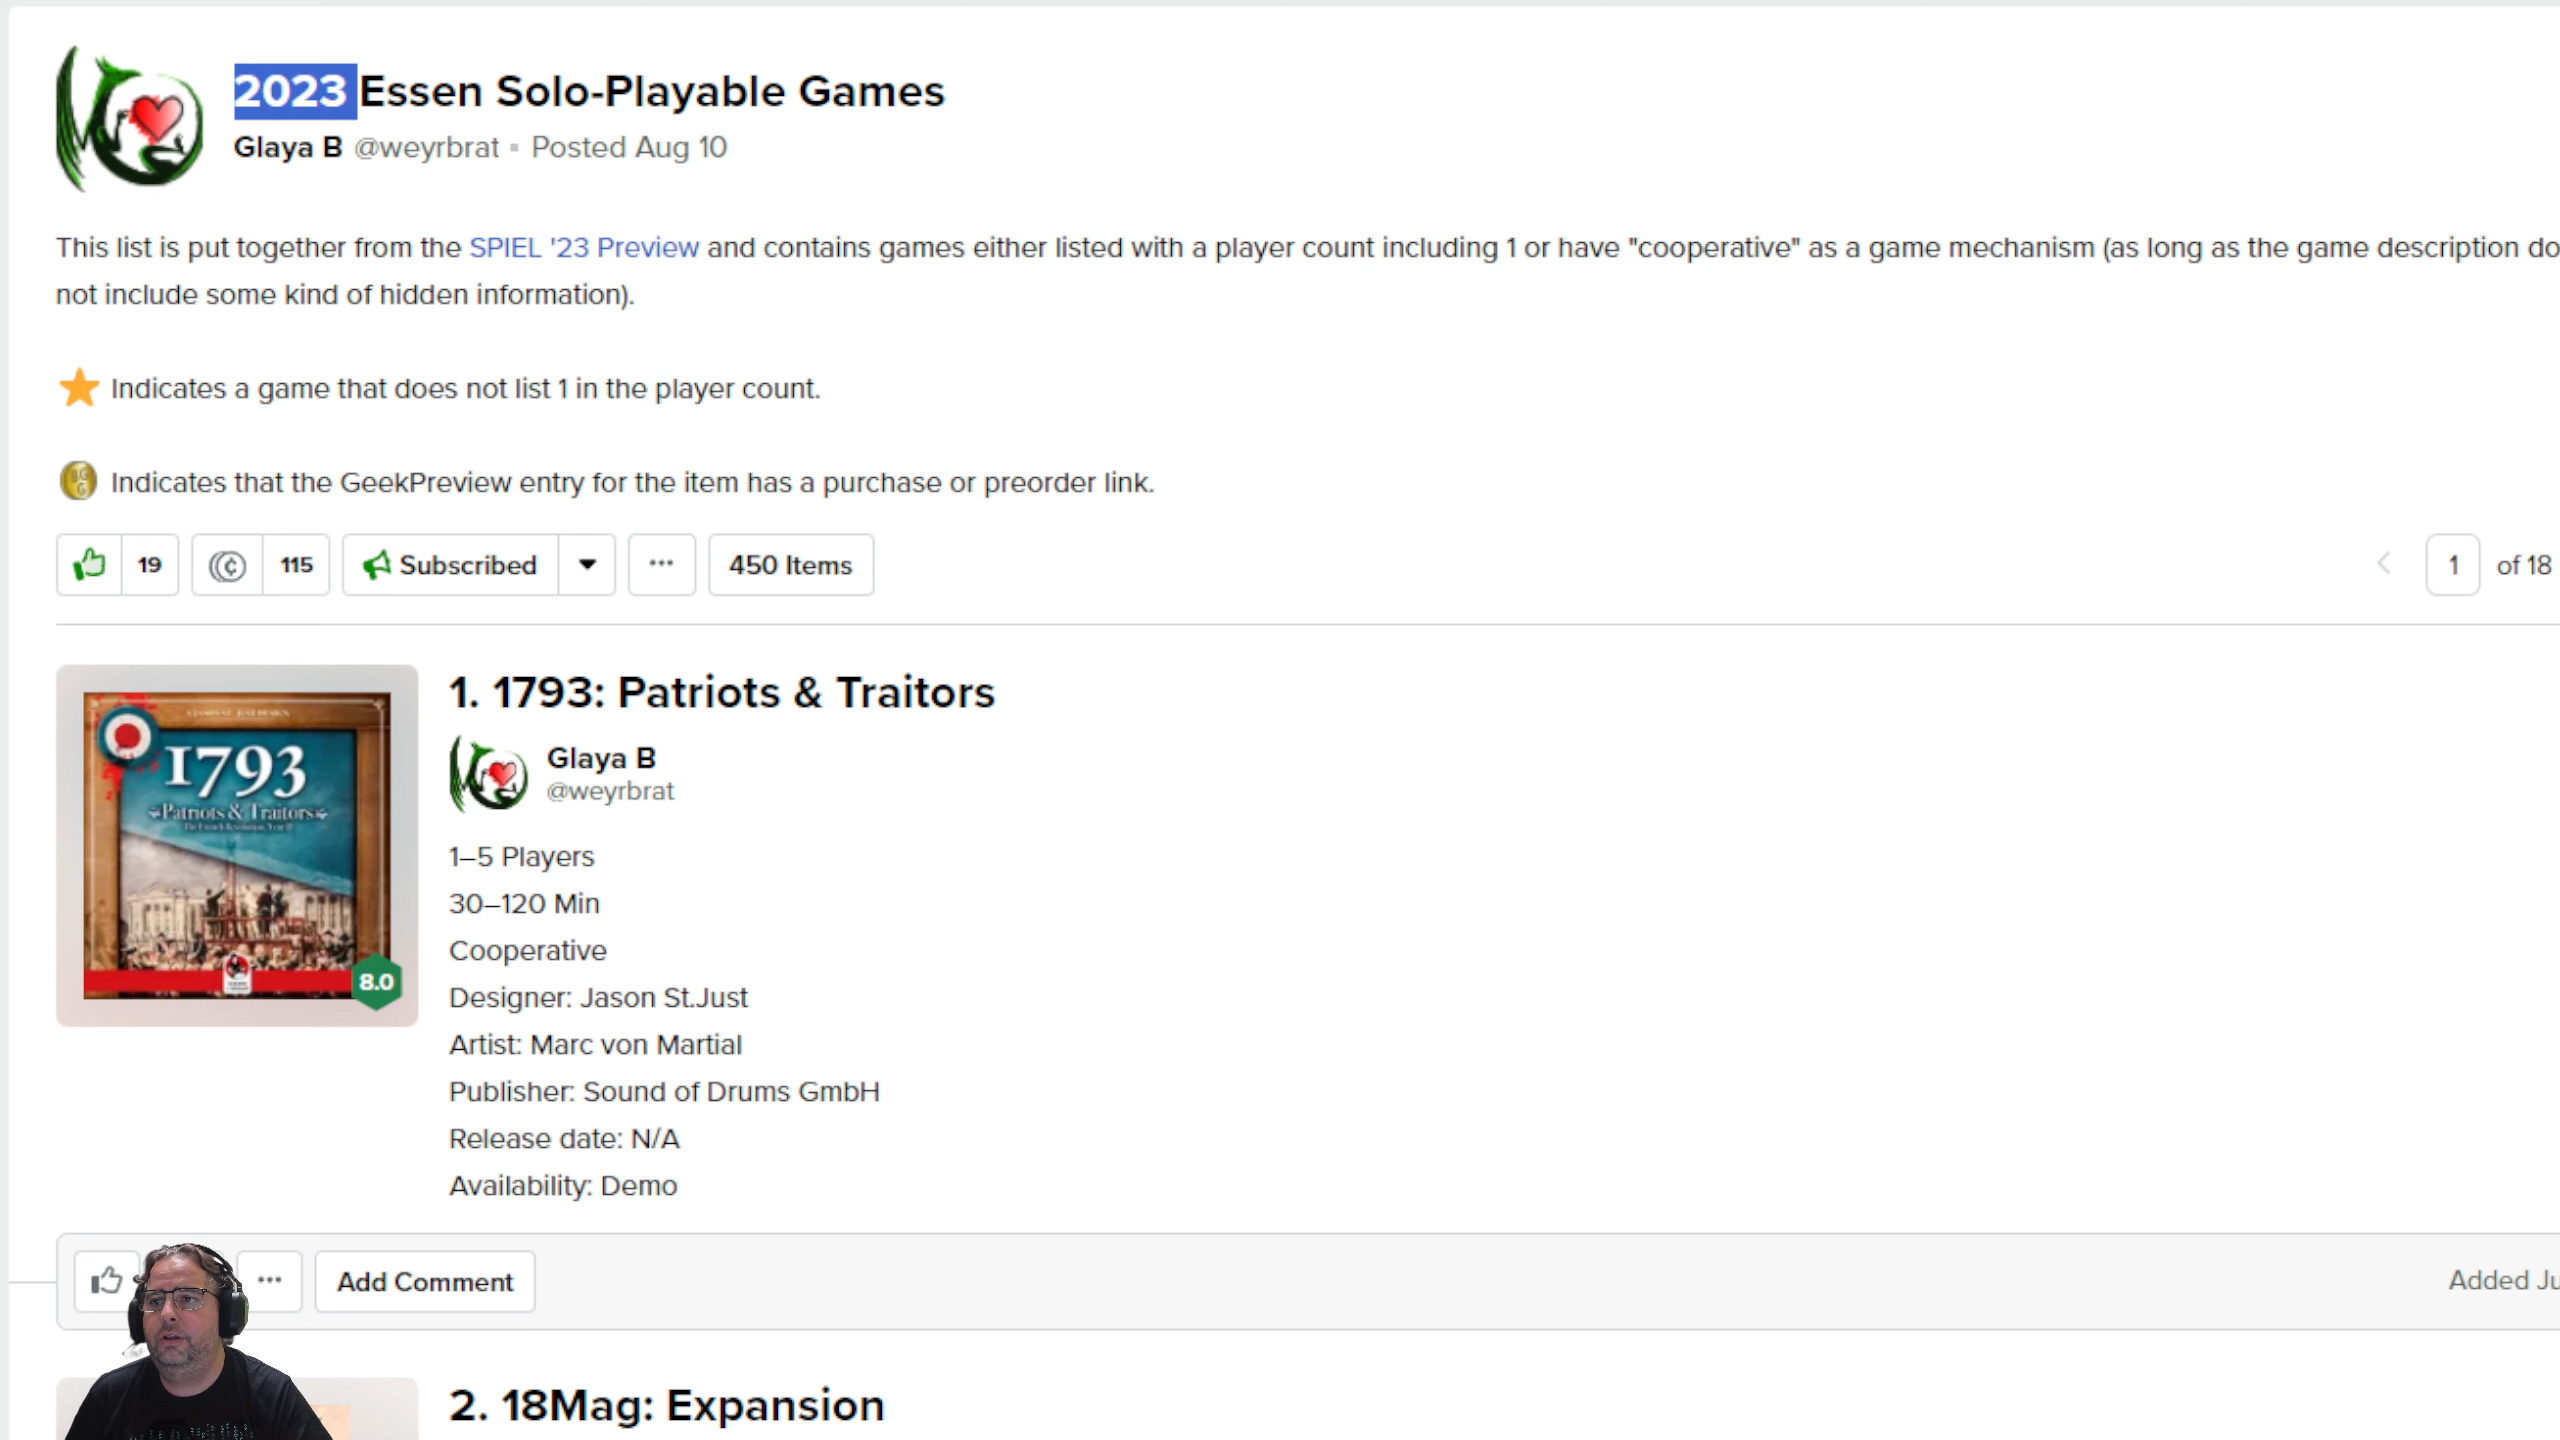 2023 Essen Solo-Playable Games
Glaya B @weyrbrat ▪ Posted Aug 10
This list is put together from the SPIEL '23 Preview and contains games either listed with a player count including 1 or have "cooperative" as a game mechanism (as long as the game description do
not include some kind of hidden information).
Indicates a game that does not list 1 in the player count.
Indicates that the GeekPreview entry for the item has a purchase or preorder link.
19 115 Subscribed ... 450 Items 1 of 18
1. 1793: Patriots & Traitors
1793
Patriots & Traitors
8.0
Glaya B
@weyrbrat
1–5 Players
30–120 Min
Cooperative
Designer: Jason St.Just
Artist: Marc von Martial
Publisher: Sound of Drums GmbH
Release date: N/A
Availability: Demo
... Add Comment Added Ju
2. 18Mag: Expansion